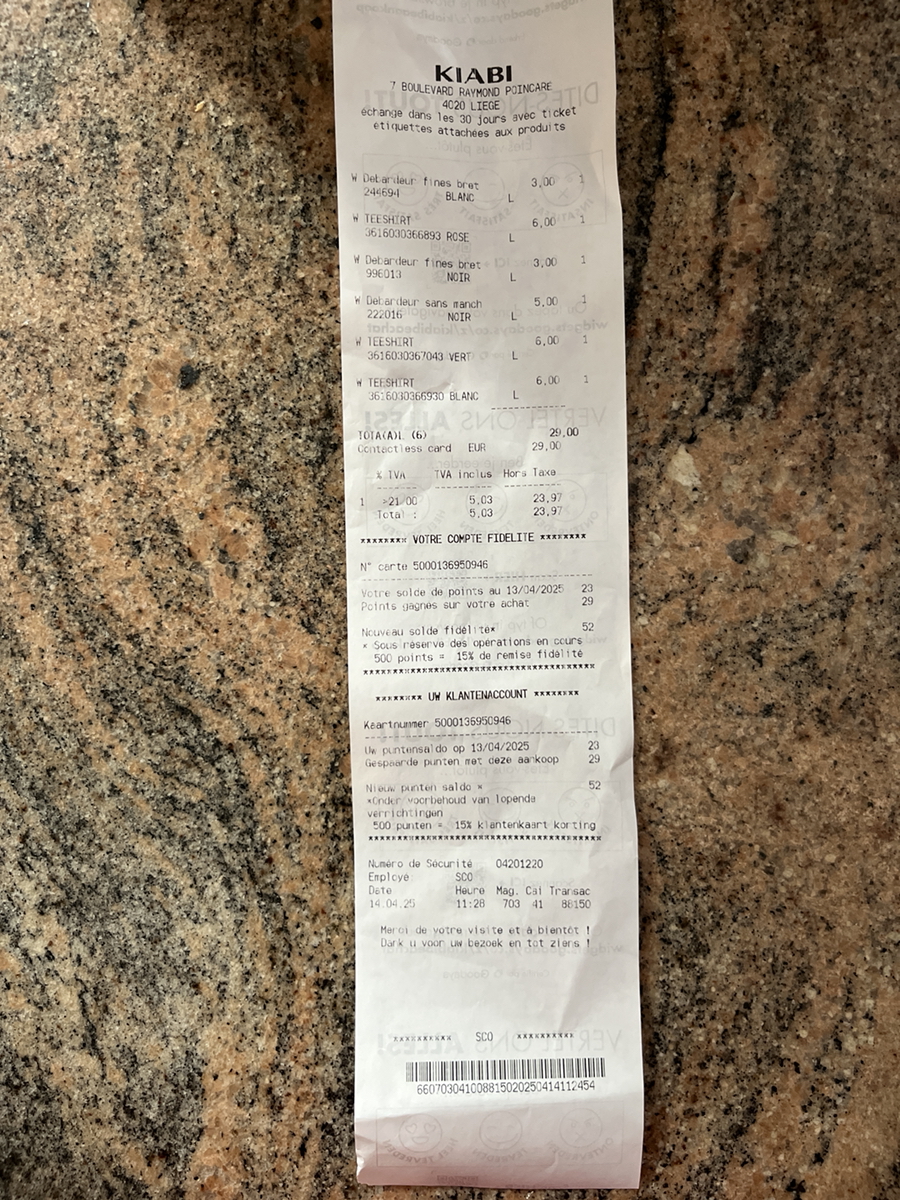 KIABI
7 BOULEVARD RAYMOND POINCARE
4020 LIEGE
échange dans les 30 jours avec ticket
étiquettes attachées aux produits
W Debardeur fines bret 3,00 1
244694 BLANC L
W TEESHIRT 6,00 1
3616030366893 ROSE L
W Debardeur fines bret 3,00 1
996013 NOIR L
W Debardeur sans manch 5,00 1
222016 NOIR L
W TEESHIRT 6,00 1
3616030367043 VERT L
W TEESHIRT 6,00 1
3616030366930 BLANC L
------------
TOTA(A)L (6) 29,00
Contactless card EUR 29,00
% TVA TVA inclus Hors Taxe
1 >21 00 5,03 23,97
Total : 5,03 23,97
******** VOTRE COMPTE FIDELITE ********
N° carte 5000136950946
Votre solde de points au 13/04/2025 23
Points gagnés sur votre achat 29
Nouveau solde fidélité* 52
* Sous réserve des opérations en cours
500 points = 15% de remise fidélité
****************************************
******** UW KLANTENACCOUNT ********
Kaartnummer 5000136950946
Uw puntensaldo op 13/04/2025 23
Gespaarde punten met deze aankoop 29
Nieuw punten saldo * 52
*Onder voorbehoud van lopende
verrichtingen
500 punten = 15% klantenkaart korting
****************************************
Numéro de Sécurité 04201220
Employé SCO
Date Heure Mag. Cai Transac
14.04.25 11:28 703 41 88150
Merci de votre visite et à bientôt !
Dank u voor uw bezoek en tot ziens !
********** SCO **********
660703041008815020250414112454